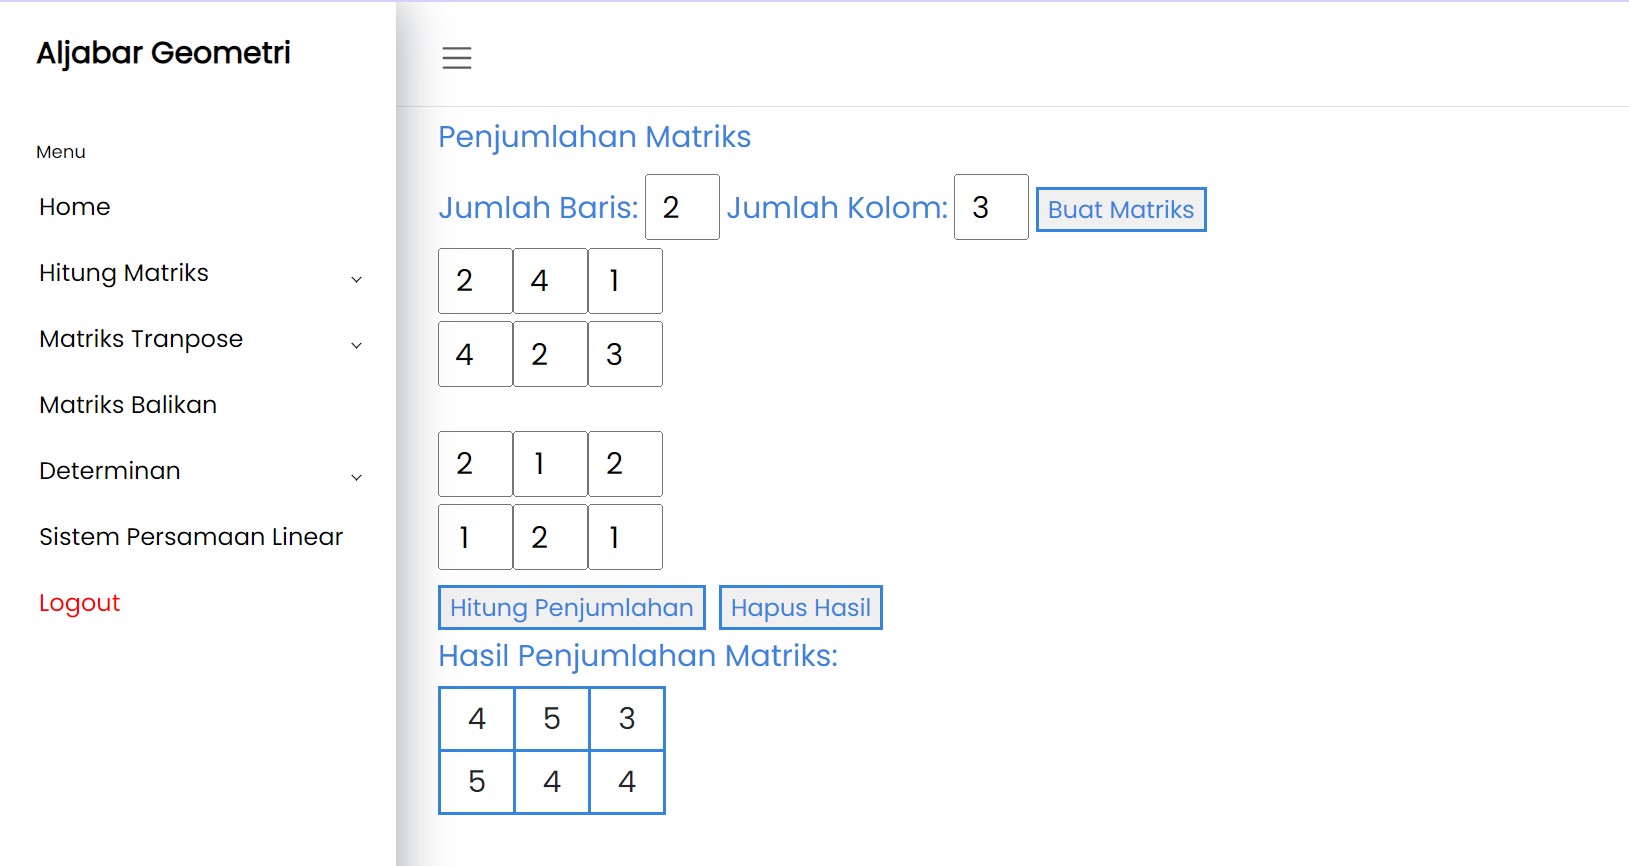 Aljabar Geometri
Menu
Home
Hitung Matriks
Matriks Tranpose
Matriks Balikan
Determinan
Sistem Persamaan Linear
Logout
Penjumlahan Matriks
Jumlah Baris: 2 Jumlah Kolom: 3 Buat Matriks
2 4 1
4 2 3
2 1 2
1 2 1
Hitung Penjumlahan Hapus Hasil
Hasil Penjumlahan Matriks:
4 5 3
5 4 4